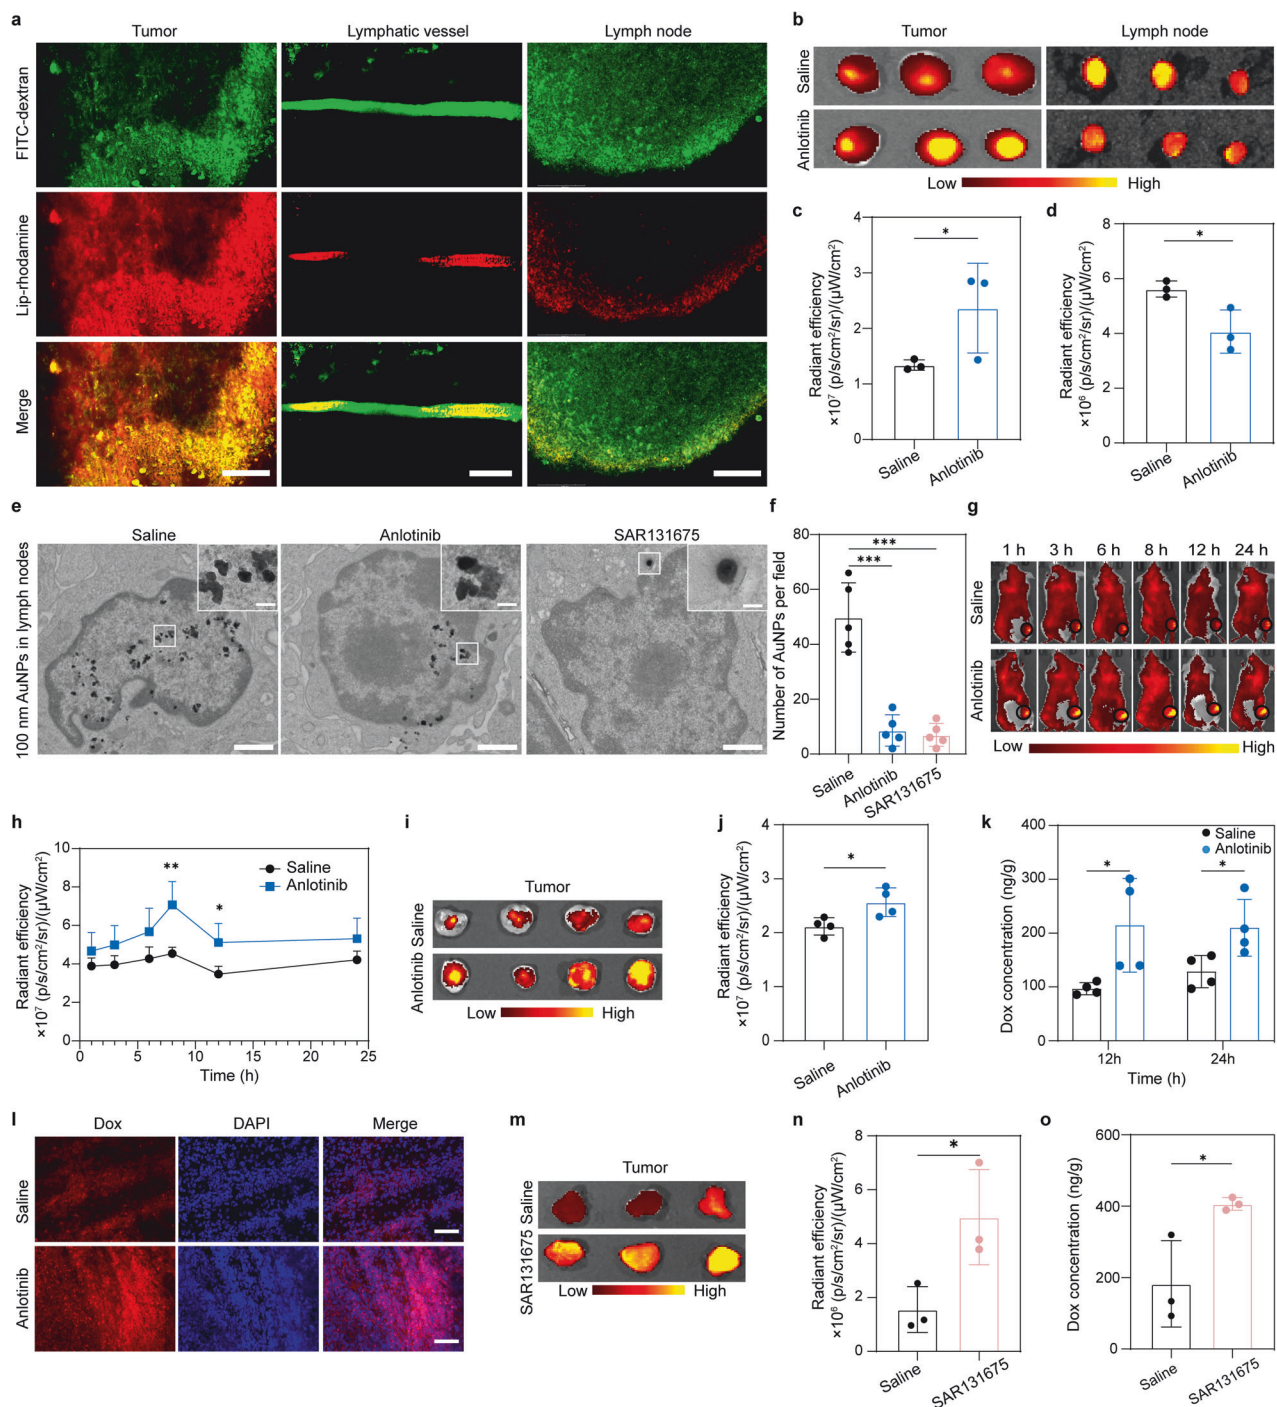 a
Tumor
Lymphatic vessel
Lymph node
FITC-dextran
Lip-rhodamine
Merge
b
Tumor
Lymph node
Saline
Anlotinib
Low
High
c
Radiant efficiency
×10⁷ (p/s/cm²/sr)/(μW/cm²)
4
3
2
1
0
*
Saline
Anlotinib
d
Radiant efficiency
×10⁶ (p/s/cm²/sr)/(μW/cm²)
8
6
4
2
0
*
Saline
Anlotinib
e
Saline
Anlotinib
SAR131675
100 nm AuNPs in lymph nodes
f
Number of AuNPs per field
80
60
40
20
0
***
***
Saline
Anlotinib
SAR131675
g
1 h
3 h
6 h
8 h
12 h
24 h
Saline
Anlotinib
Low
High
h
Radiant efficiency
×10⁷ (p/s/cm²/sr)/(μW/cm²)
10
8
6
4
2
0
**
*
Saline
Anlotinib
0
5
10
15
20
25
Time (h)
i
Tumor
Saline
Anlotinib
Low
High
j
Radiant efficiency
×10⁷ (p/s/cm²/sr)/(μW/cm²)
4
3
2
1
0
*
Saline
Anlotinib
k
Dox concentration (ng/g)
400
300
200
100
0
Saline
Anlotinib
*
*
12h
24h
Time (h)
l
Dox
DAPI
Merge
Saline
Anlotinib
m
Tumor
Saline
SAR131675
Low
High
n
Radiant efficiency
×10⁶ (p/s/cm²/sr)/(μW/cm²)
8
6
4
2
0
*
Saline
SAR131675
o
Dox concentration (ng/g)
600
400
200
0
*
Saline
SAR131675